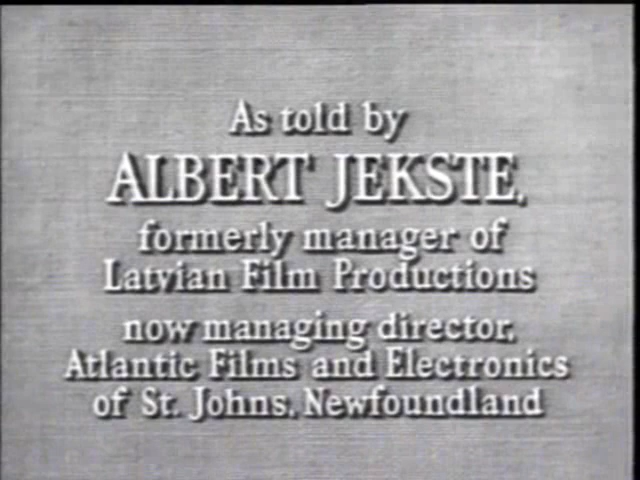 As told by
ALBERT JEKSTE,
formerly manager of
Latvian Film Productions
now managing director,
Atlantic Films and Electronics
of St. Johns, Newfoundland